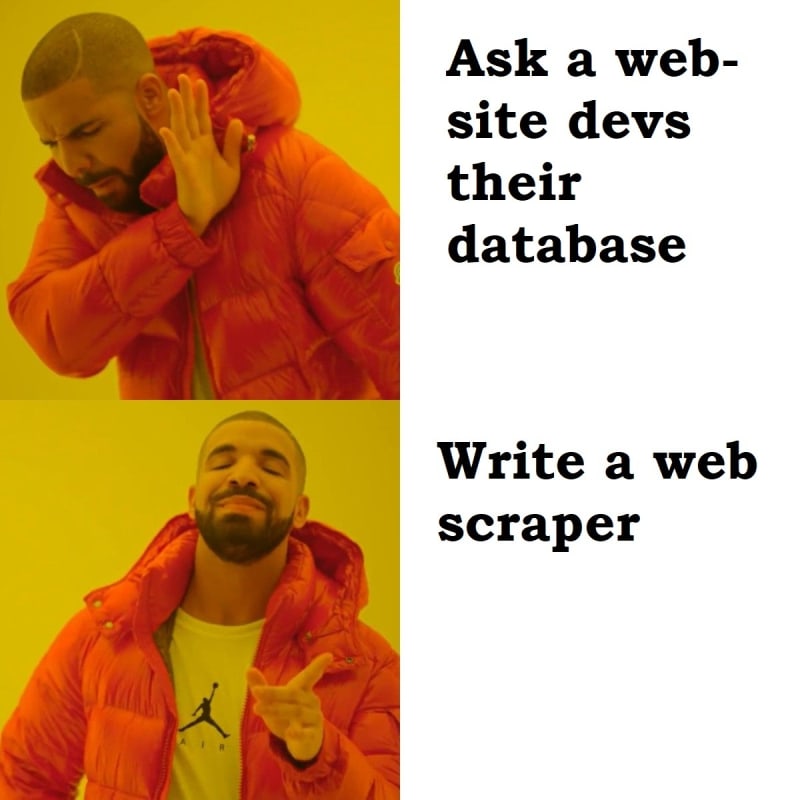 Ask a web-
site devs
their
database
Write a web
scraper
A I R